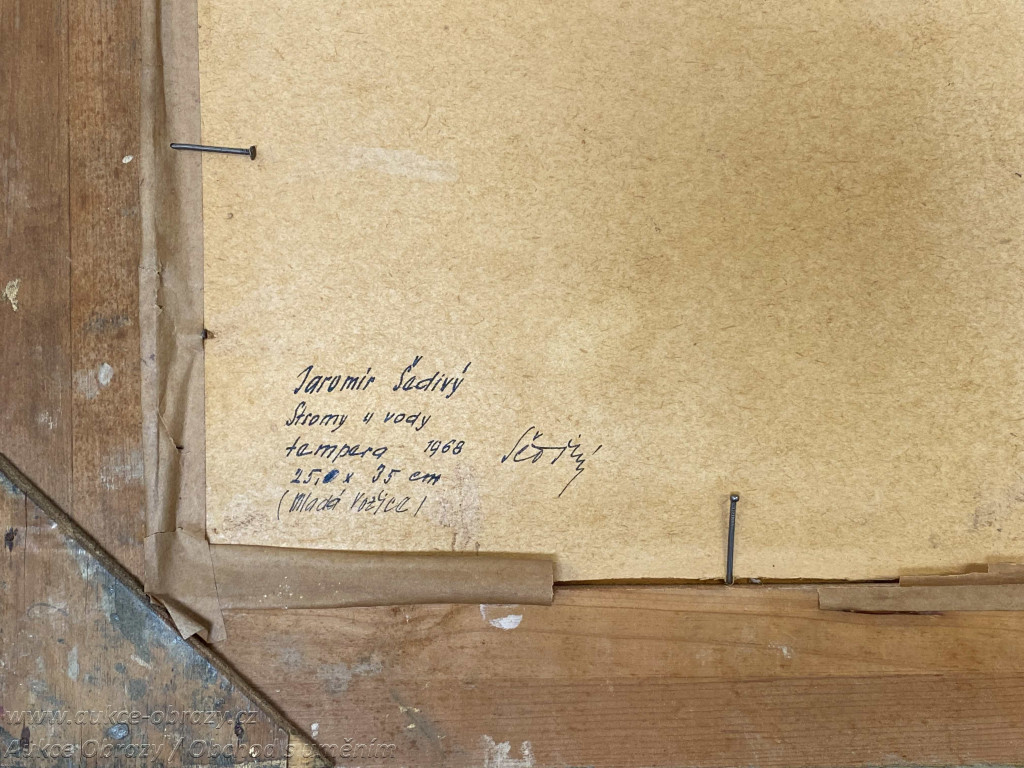 Jaromír Šedivý
Stromy u vody
tempera 1968
Šedivý
25,0 x 35 cm
(Mladá Vožice)
www.aukce-obrazy.cz
Aukce Obrazy / Obchod s uměním